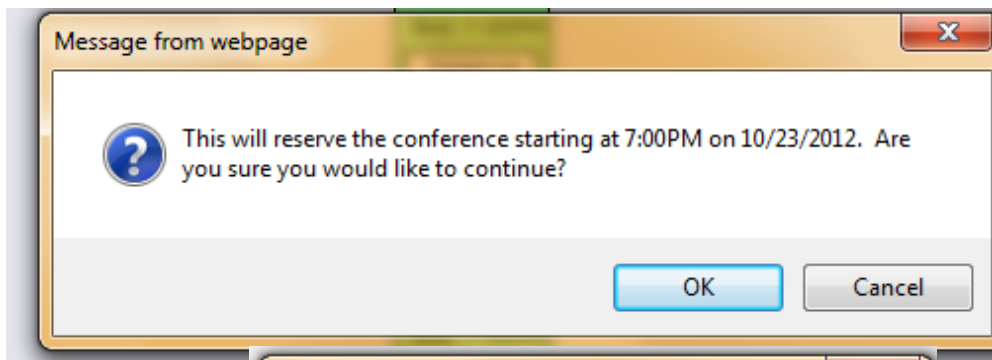 Message from webpage
This will reserve the conference starting at 7:00PM on 10/23/2012. Are
you sure you would like to continue?
OK
Cancel